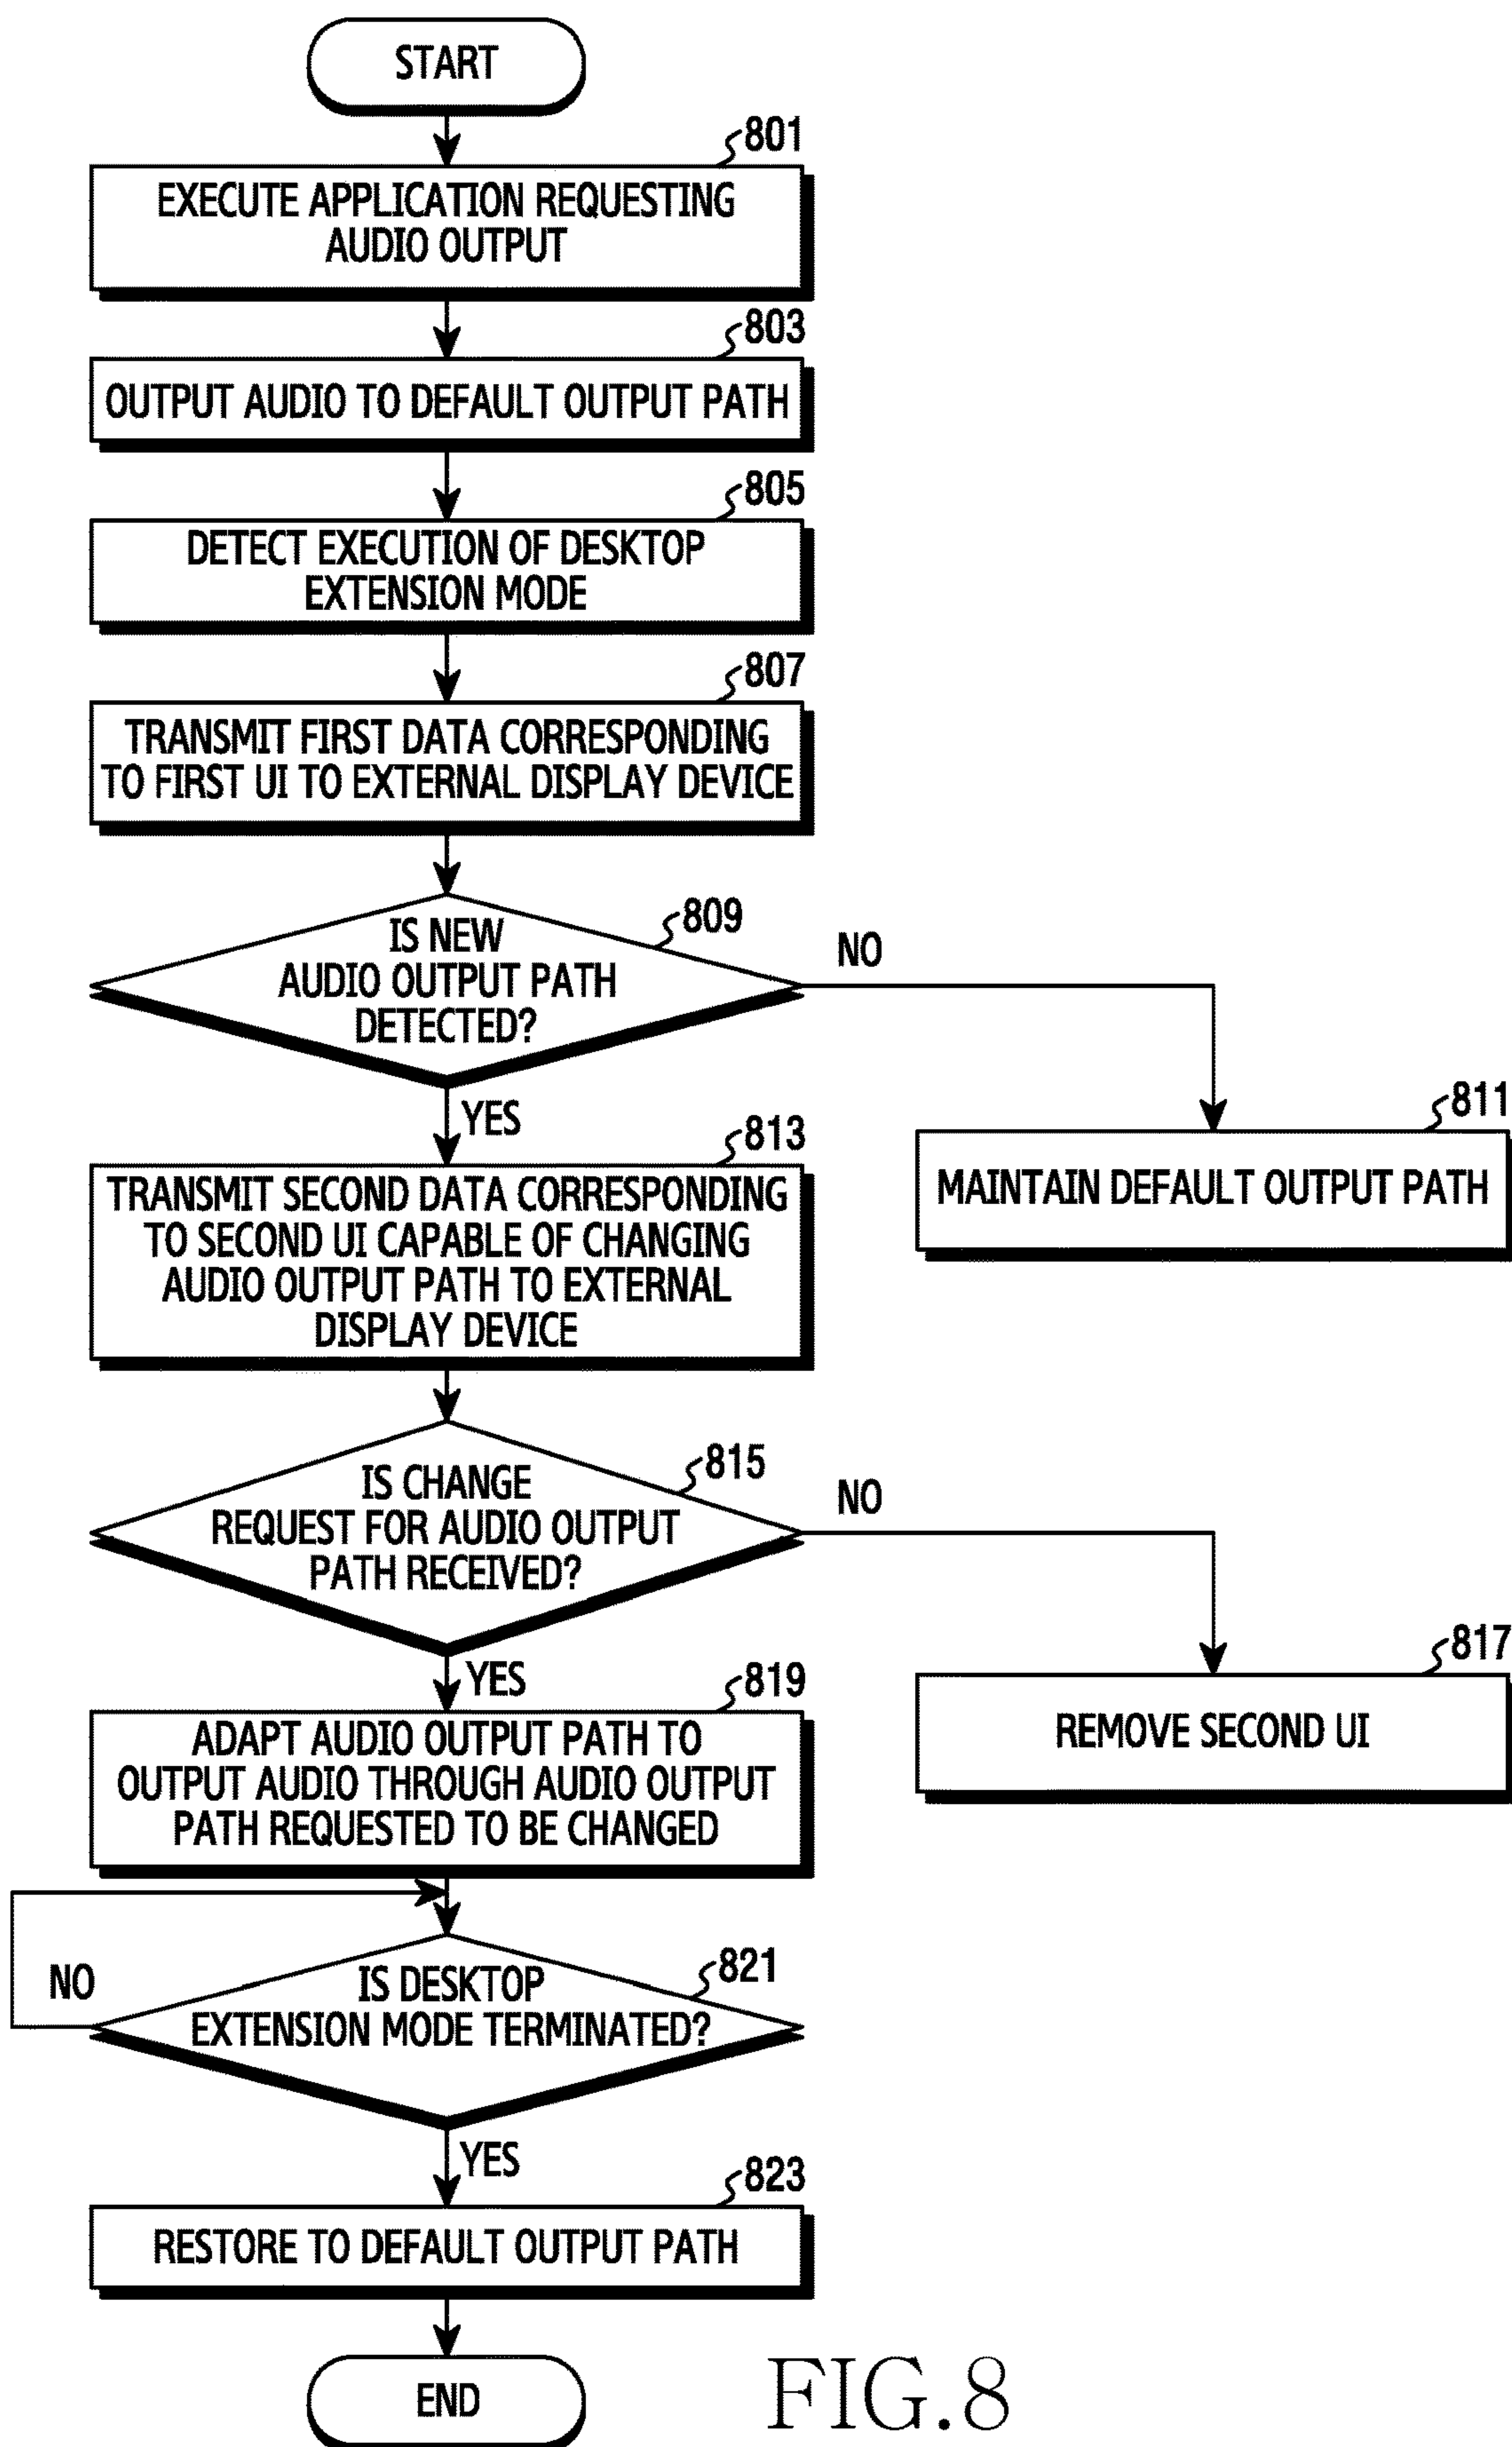 START
801
EXECUTE APPLICATION REQUESTING
AUDIO OUTPUT
803
OUTPUT AUDIO TO DEFAULT OUTPUT PATH
805
DETECT EXECUTION OF DESKTOP
EXTENSION MODE
807
TRANSMIT FIRST DATA CORRESPONDING
TO FIRST UI TO EXTERNAL DISPLAY DEVICE
809
IS NEW
AUDIO OUTPUT PATH
DETECTED?
NO
YES
811
MAINTAIN DEFAULT OUTPUT PATH
813
TRANSMIT SECOND DATA CORRESPONDING
TO SECOND UI CAPABLE OF CHANGING
AUDIO OUTPUT PATH TO EXTERNAL
DISPLAY DEVICE
815
IS CHANGE
REQUEST FOR AUDIO OUTPUT
PATH RECEIVED?
NO
YES
817
REMOVE SECOND UI
819
ADAPT AUDIO OUTPUT PATH TO
OUTPUT AUDIO THROUGH AUDIO OUTPUT
PATH REQUESTED TO BE CHANGED
821
IS DESKTOP
EXTENSION MODE TERMINATED?
NO
YES
823
RESTORE TO DEFAULT OUTPUT PATH
END
FIG.8